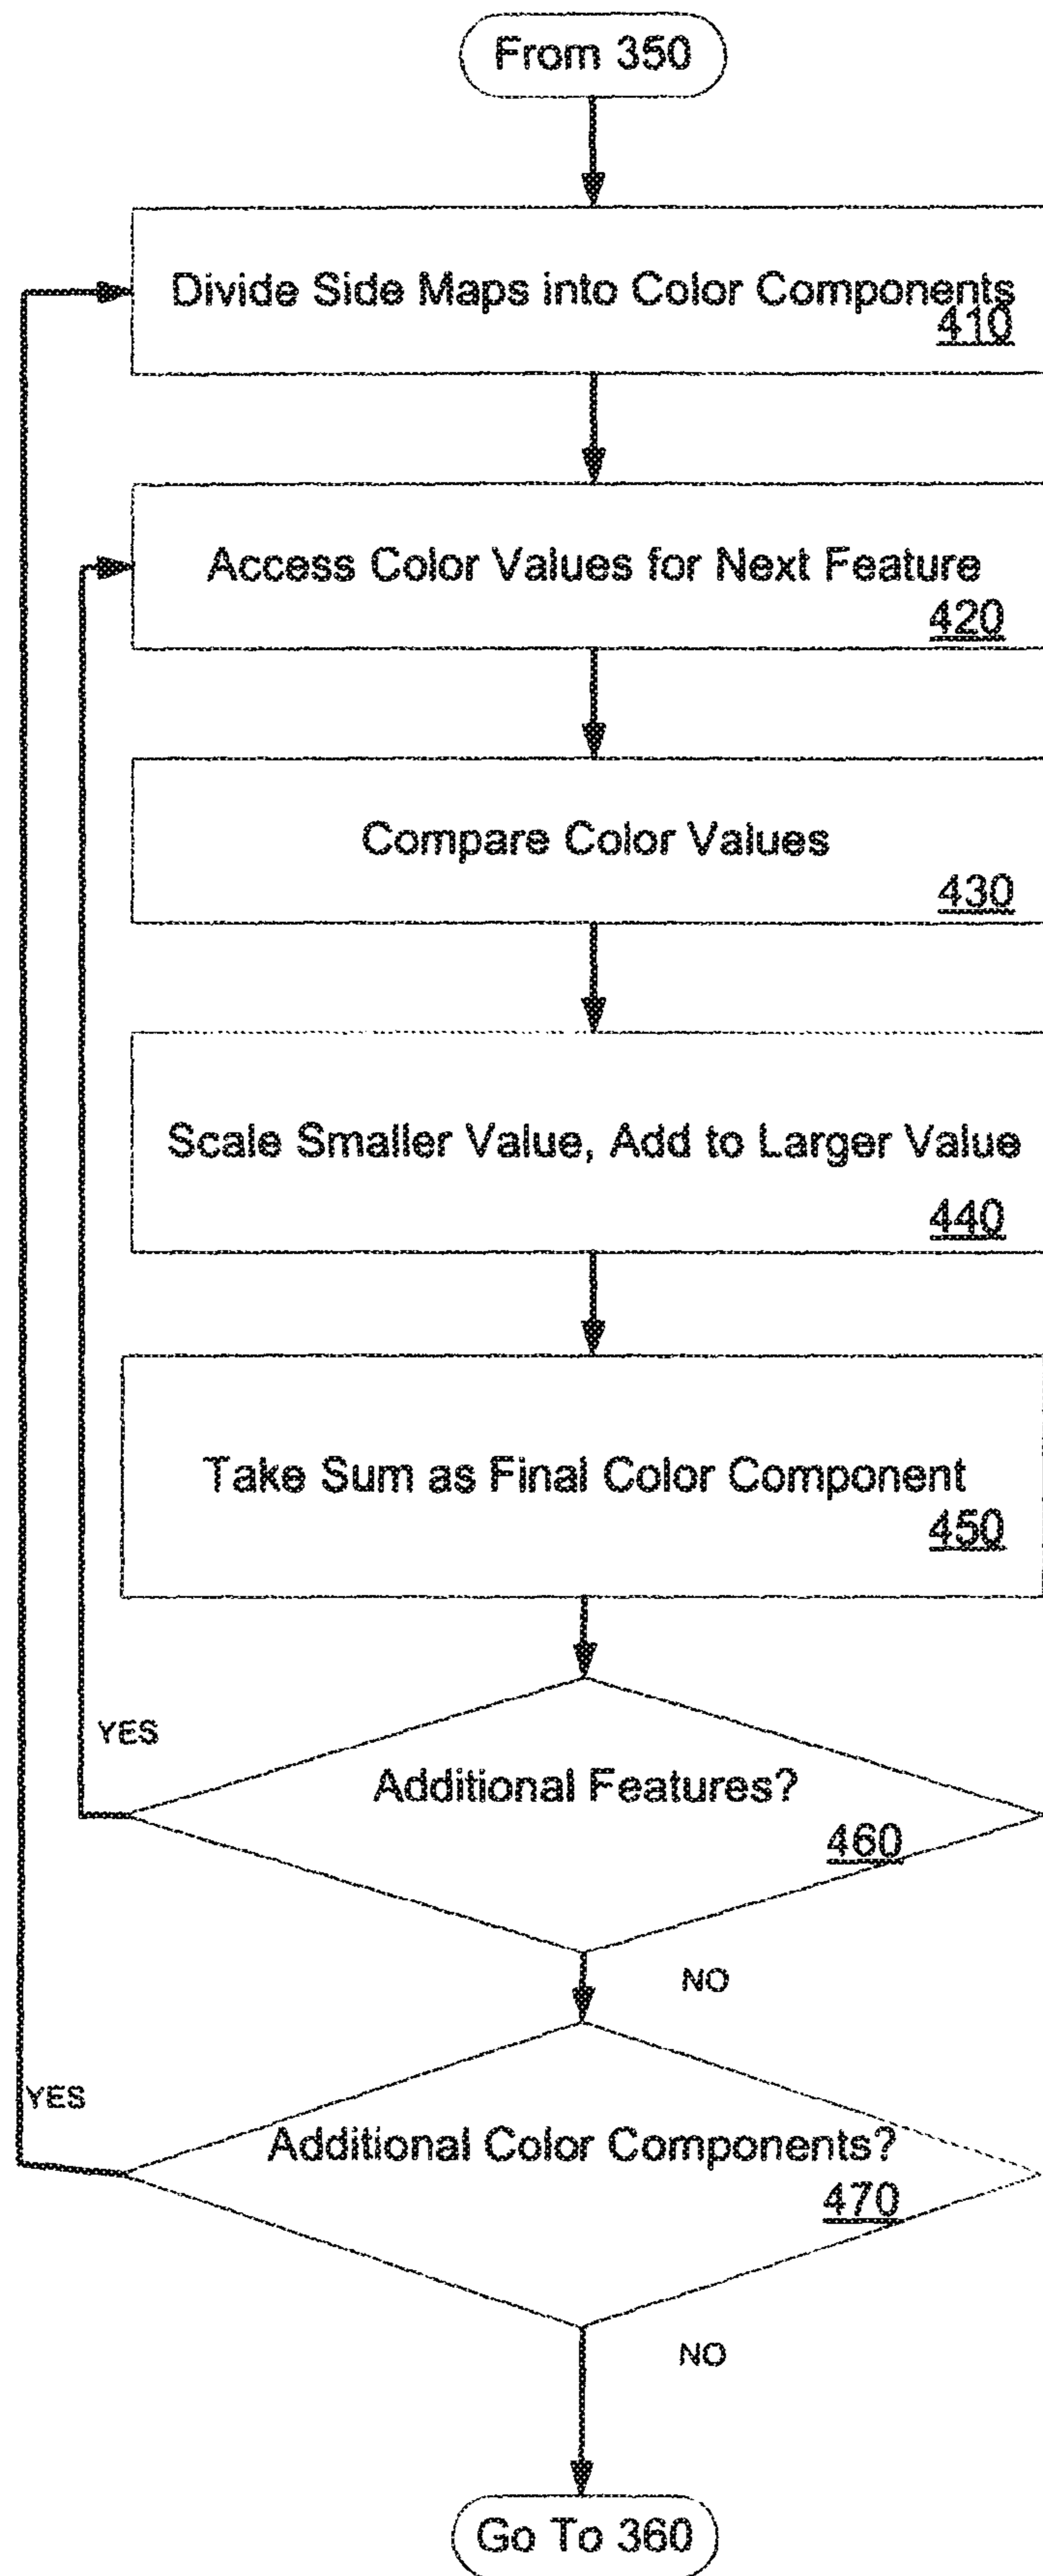 From 350
Divide Side Maps into Color Components
410
Access Color Values for Next Feature
420
Compare Color Values
430
Scale Smaller Value, Add to Larger Value
440
Take Sum as Final Color Component
450
YES
Additional Features?
460
NO
YES
Additional Color Components?
470
NO
Go To 360